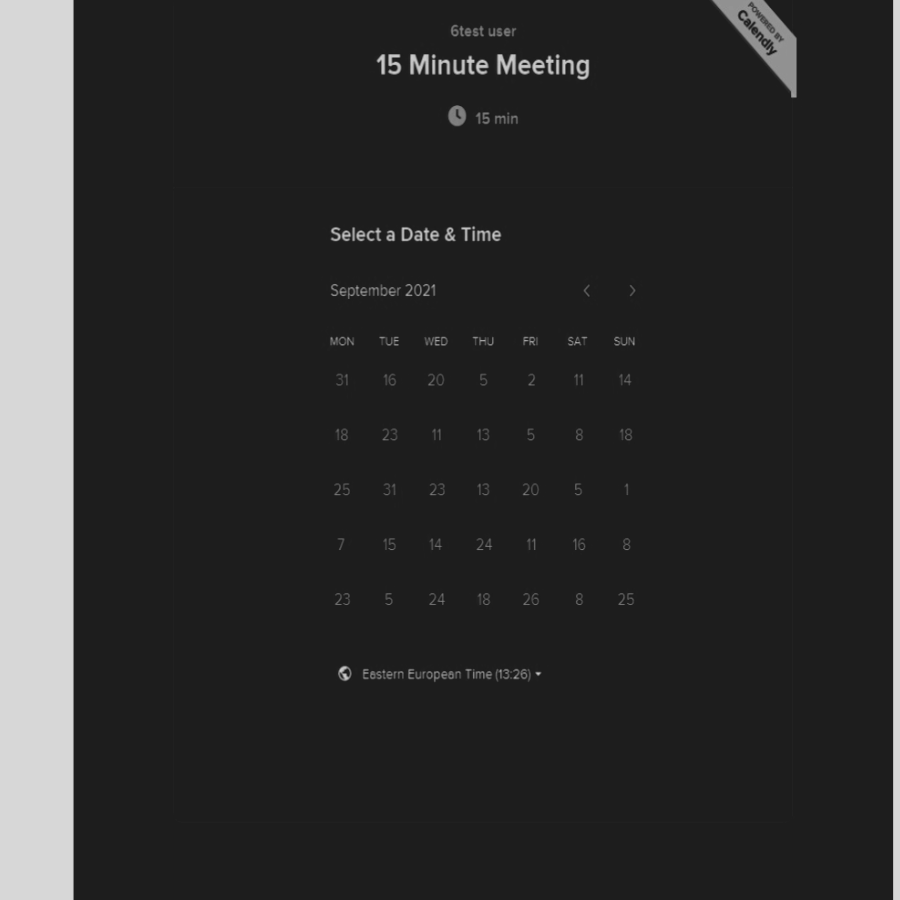 6test user
POWERED BY
Calendly
15 Minute Meeting
15 min
Select a Date & Time
September 2021
MON TUE WED THU FRI SAT SUN
31 16 20 5 2 11 14
18 23 11 13 5 8 18
25 31 23 13 20 5 1
7 15 14 24 11 16 8
23 5 24 18 26 8 25
Eastern European Time (13:26)